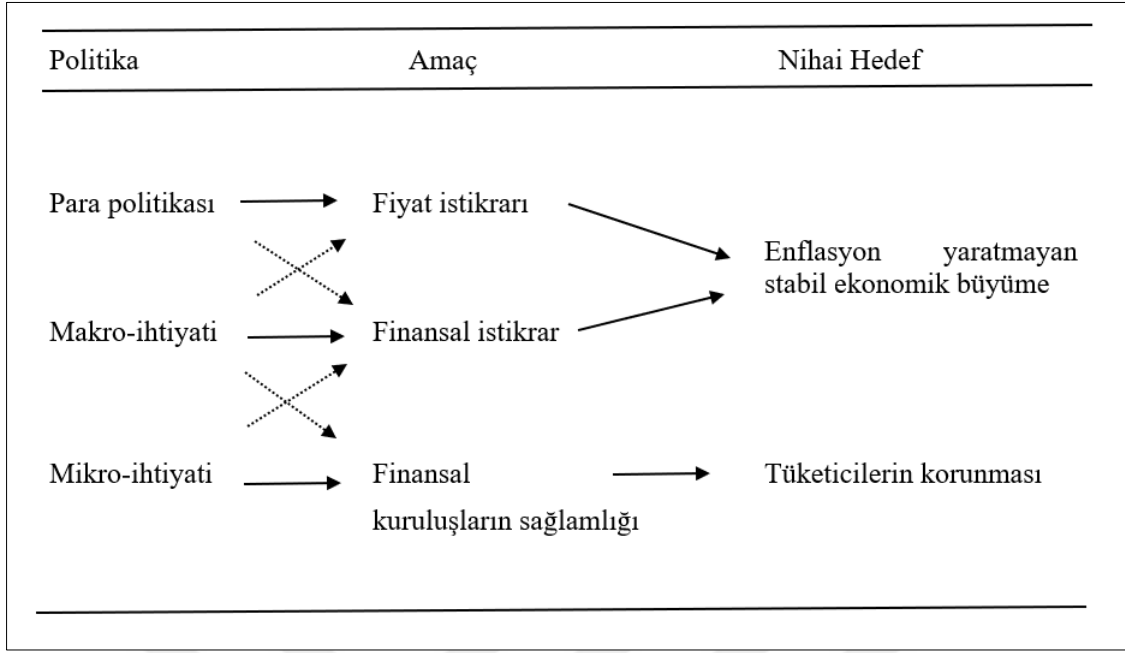 Politika Amaç Nihai Hedef
Para politikası Fiyat istikrarı
Enflasyon yaratmayan
stabil ekonomik büyüme
Makro-ihtiyati Finansal istikrar
Mikro-ihtiyati Finansal Tüketicilerin korunması
kuruluşların sağlamlığı